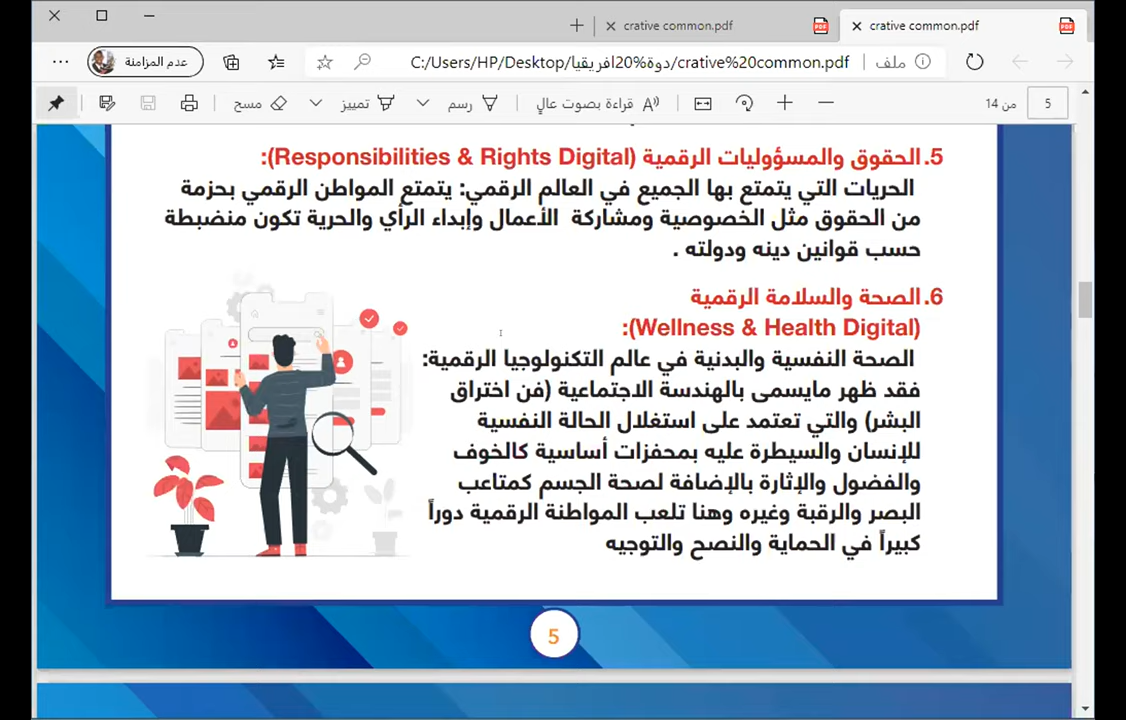 crative common.pdf
crative common.pdf
عدم المزامنة
C:/Users/HP/Desktop/دوة%20افريقيا/crative%20common.pdf
ملف
مسح
تمييز
رسم
قراءة بصوت عالٍ
من 14
5
5. الحقوق والمسؤوليات الرقمية (Responsibilities & Rights Digital):
الحريات التي يتمتع بها الجميع في العالم الرقمي: يتمتع المواطن الرقمي بحزمة
من الحقوق مثل الخصوصية ومشاركة الأعمال وإبداء الرأي والحرية تكون منضبطة
حسب قوانين دينه ودولته .
6. الصحة والسلامة الرقمية
(Wellness & Health Digital):
الصحة النفسية والبدنية في عالم التكنولوجيا الرقمية:
فقد ظهر مايسمى بالهندسة الاجتماعية (فن اختراق
البشر) والتي تعتمد على استغلال الحالة النفسية
للإنسان والسيطرة عليه بمحفزات أساسية كالخوف
والفضول والإثارة بالإضافة لصحة الجسم كمتاعب
البصر والرقبة وغيره وهنا تلعب المواطنة الرقمية دوراً
كبيراً في الحماية والنصح والتوجيه
5